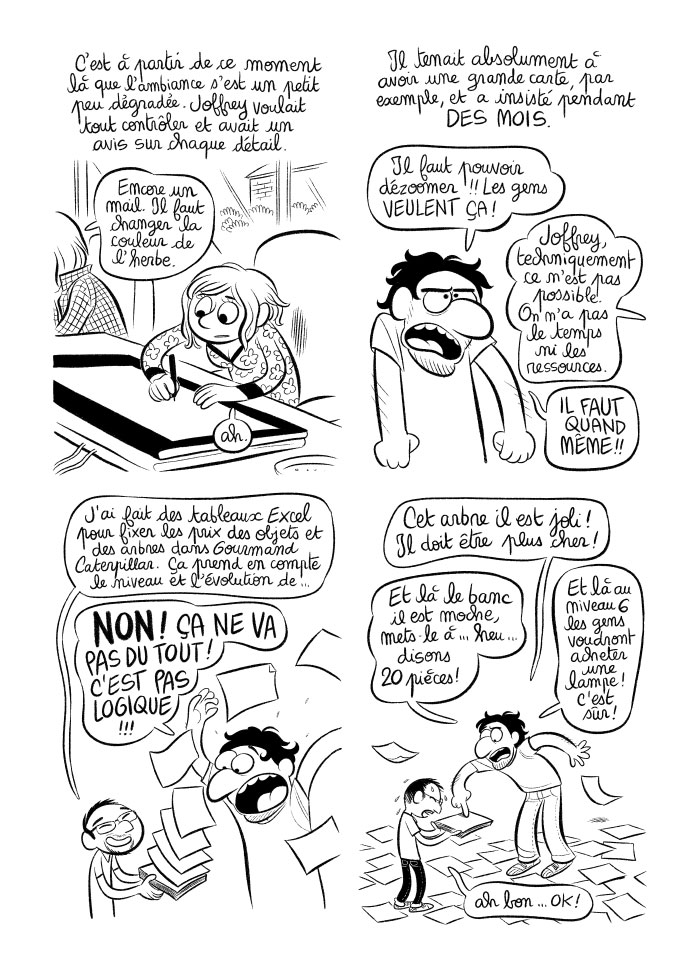 C'est à partir de ce moment
là que l'ambiance s'est un petit
peu dégradée. Joffrey voulait
tout contrôler et avait un
avis sur chaque détail.
Encore un
mail. Il faut
changer la
couleur de
l'herbe.
ah.
Il tenait absolument à
avoir une grande carte, par
exemple, et a insisté pendant
DES MOIS.
Il faut pouvoir
dézoomer !! Les gens
VEULENT ÇA !
Joffrey,
techniquement
ce n'est pas
possible.
On n'a pas
le temps
ni les
ressources.
IL FAUT
QUAND
MÊME !!
J'ai fait des tableaux Excel
pour fixer les prix des objets et
des arbres dans Gourmand
Caterpillar. Ça prend en compte
le niveau et l'évolution de...
NON ! ÇA NE VA
PAS DU TOUT !
C'EST PAS
LOGIQUE
!!!
Cet arbre il est joli !
Il doit être plus cher !
Et là le banc
il est moche,
mets-le à... heu...
disons
20 pièces !
Et là au
niveau 6
les gens
voudront
acheter
une
lampe !
C'est
sûr !
ah bon... OK !